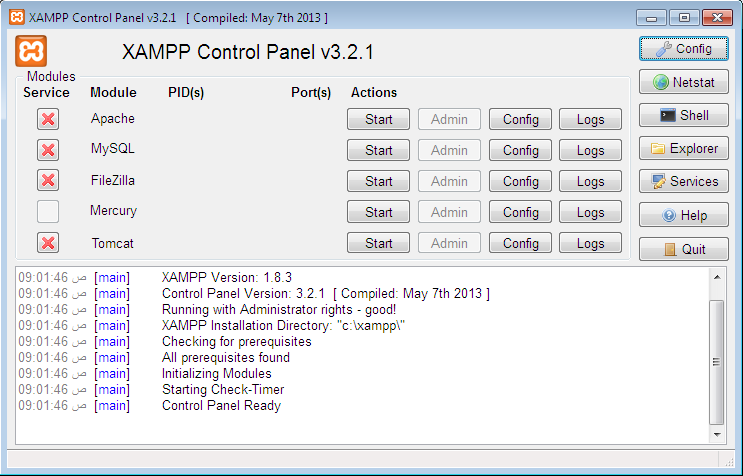 XAMPP Control Panel v3.2.1 [ Compiled: May 7th 2013 ]
XAMPP Control Panel v3.2.1
Config
Modules
Service Module PID(s) Port(s) Actions
Netstat
Apache Start Admin Config Logs
Shell
MySQL Start Admin Config Logs
Explorer
FileZilla Start Admin Config Logs
Services
Mercury Start Admin Config Logs
Help
Tomcat Start Admin Config Logs
Quit
09:01:46 ص [main] XAMPP Version: 1.8.3
09:01:46 ص [main] Control Panel Version: 3.2.1 [ Compiled: May 7th 2013 ]
09:01:46 ص [main] Running with Administrator rights - good!
09:01:46 ص [main] XAMPP Installation Directory: "c:\xampp\"
09:01:46 ص [main] Checking for prerequisites
09:01:46 ص [main] All prerequisites found
09:01:46 ص [main] Initializing Modules
09:01:46 ص [main] Starting Check-Timer
09:01:46 ص [main] Control Panel Ready